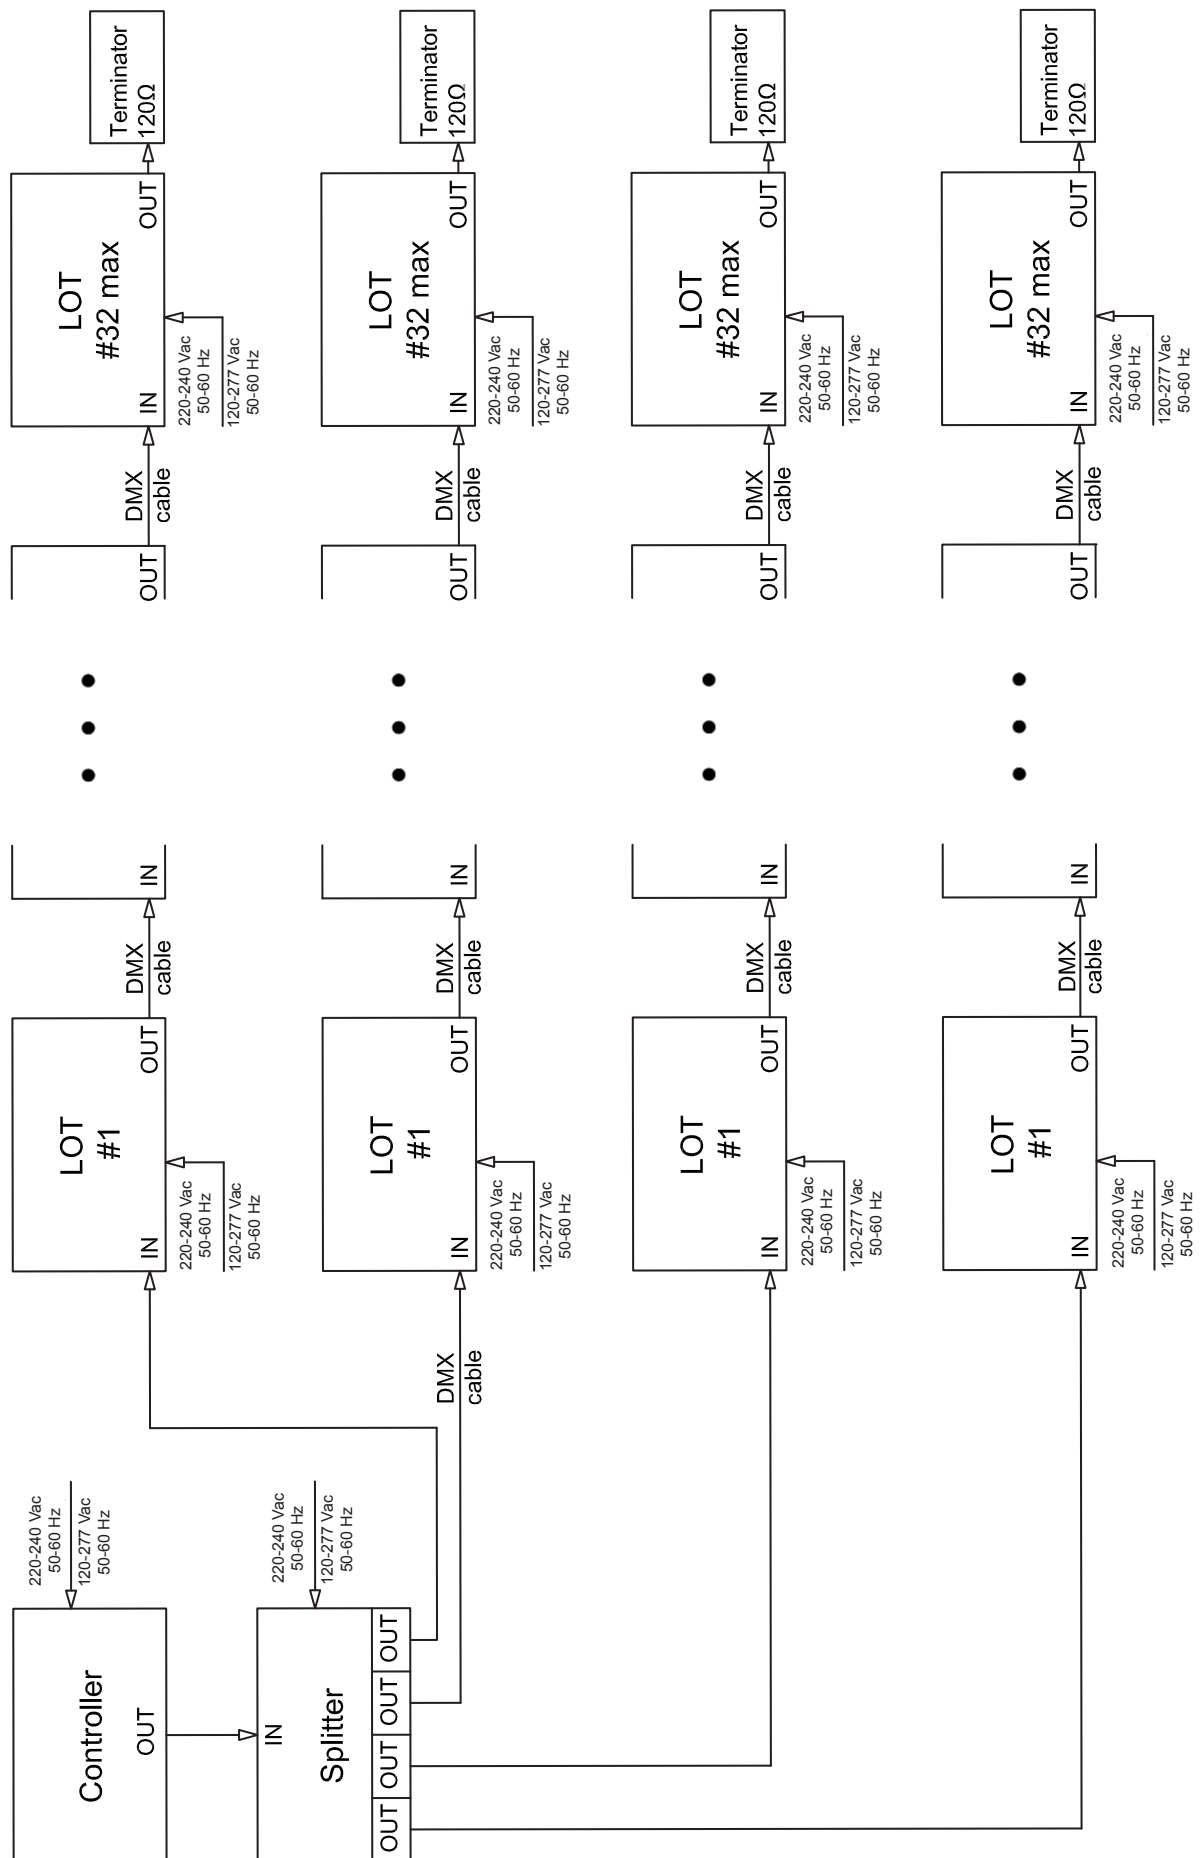 Controller
OUT
220-240 Vac
50-60 Hz
120-277 Vac
50-60 Hz
LOT
#1
IN
OUT
220-240 Vac
50-60 Hz
120-277 Vac
50-60 Hz
DMX
cable
IN
OUT
DMX
cable
LOT
#32 max
IN
OUT
220-240 Vac
50-60 Hz
120-277 Vac
50-60 Hz
Terminator
120Ω
IN
Splitter
OUT
OUT
OUT
OUT
220-240 Vac
50-60 Hz
120-277 Vac
50-60 Hz
DMX
cable
LOT
#1
IN
OUT
220-240 Vac
50-60 Hz
120-277 Vac
50-60 Hz
DMX
cable
IN
OUT
DMX
cable
LOT
#32 max
IN
OUT
220-240 Vac
50-60 Hz
120-277 Vac
50-60 Hz
Terminator
120Ω
LOT
#1
IN
OUT
220-240 Vac
50-60 Hz
120-277 Vac
50-60 Hz
DMX
cable
IN
OUT
DMX
cable
LOT
#32 max
IN
OUT
220-240 Vac
50-60 Hz
120-277 Vac
50-60 Hz
Terminator
120Ω
LOT
#1
IN
OUT
220-240 Vac
50-60 Hz
120-277 Vac
50-60 Hz
DMX
cable
IN
OUT
DMX
cable
LOT
#32 max
IN
OUT
220-240 Vac
50-60 Hz
120-277 Vac
50-60 Hz
Terminator
120Ω